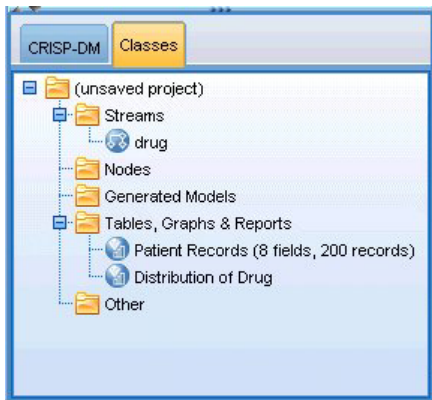 CRISP-DM Classes
(unsaved project)
Streams
drug
Nodes
Generated Models
Tables, Graphs & Reports
Patient Records (8 fields, 200 records)
Distribution of Drug
Other